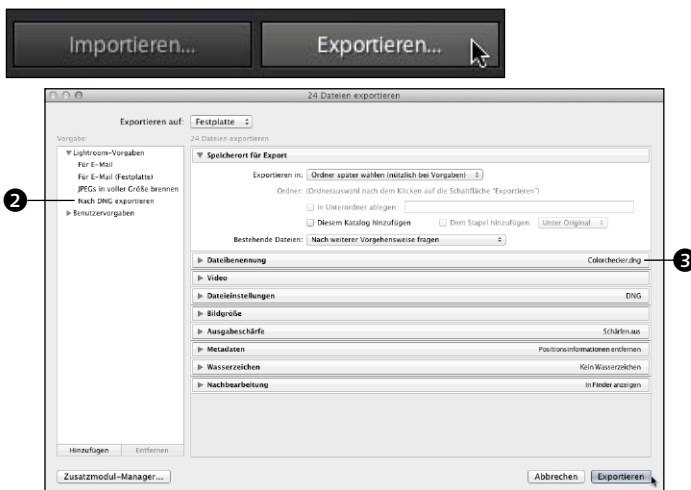 Importieren...
Exportieren...
24 Dateien exportieren
Exportieren auf: Festplatte
Vorgabe:
24 Dateien exportieren
Lightroom-Vorgaben
Für E-Mail
Für E-Mail (Festplatte)
JPEGs in voller Größe brennen
Nach DNG exportieren
Benutzervorgaben
2
Speicherort für Export
Exportieren in: Ordner später wählen (nützlich bei Vorgaben)
Ordner: (Ordnerauswahl nach dem Klicken auf die Schaltfläche "Exportieren")
In Unterordner ablegen:
Diesem Katalog hinzufügen Dem Stapel hinzufügen: Unter Original
Bestehende Dateien: Nach weiterer Vorgehensweise fragen
Dateibenennung Colorchecker.dng
3
Video
Dateieinstellungen DNG
Bildgröße
Ausgabeschärfe Schärfen aus
Metadaten Positionsinformationen entfernen
Wasserzeichen Kein Wasserzeichen
Nachbearbeitung In Finder anzeigen
Hinzufügen Entfernen
Zusatzmodul-Manager... Abbrechen Exportieren